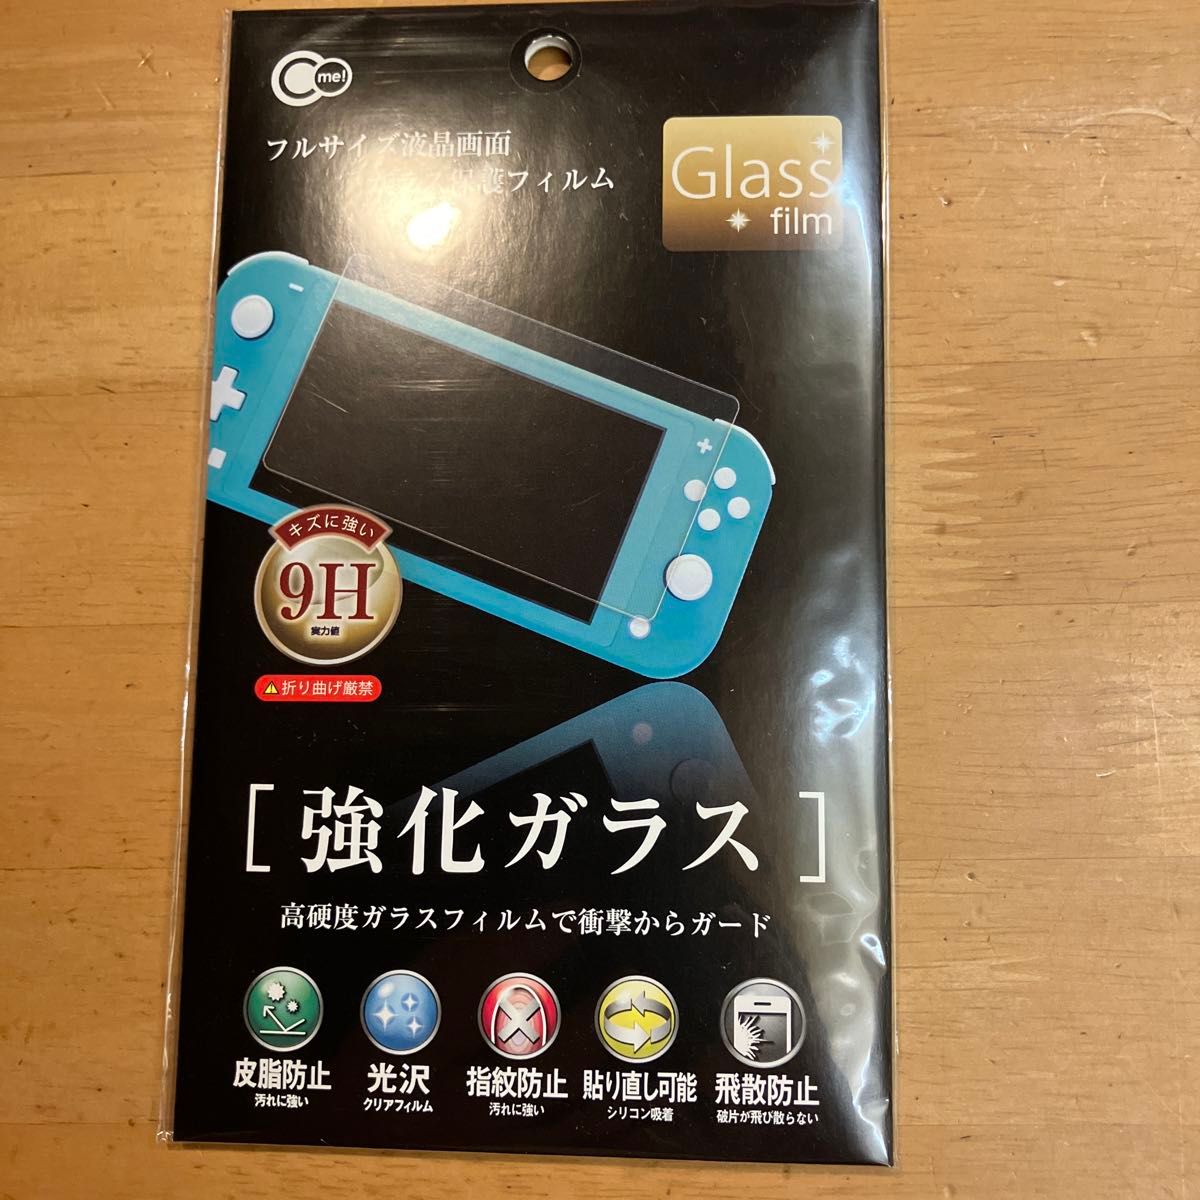 me!
フルサイズ液晶画面
保護フィルム
Glass
film
キズに強い
9H
実力値
折り曲げ厳禁
[強化ガラス]
高硬度ガラスフィルムで衝撃からガード
皮脂防止
汚れに強い
光沢
クリアフィルム
指紋防止
汚れに強い
貼り直し可能
シリコン吸着
飛散防止
破片が飛び散らない